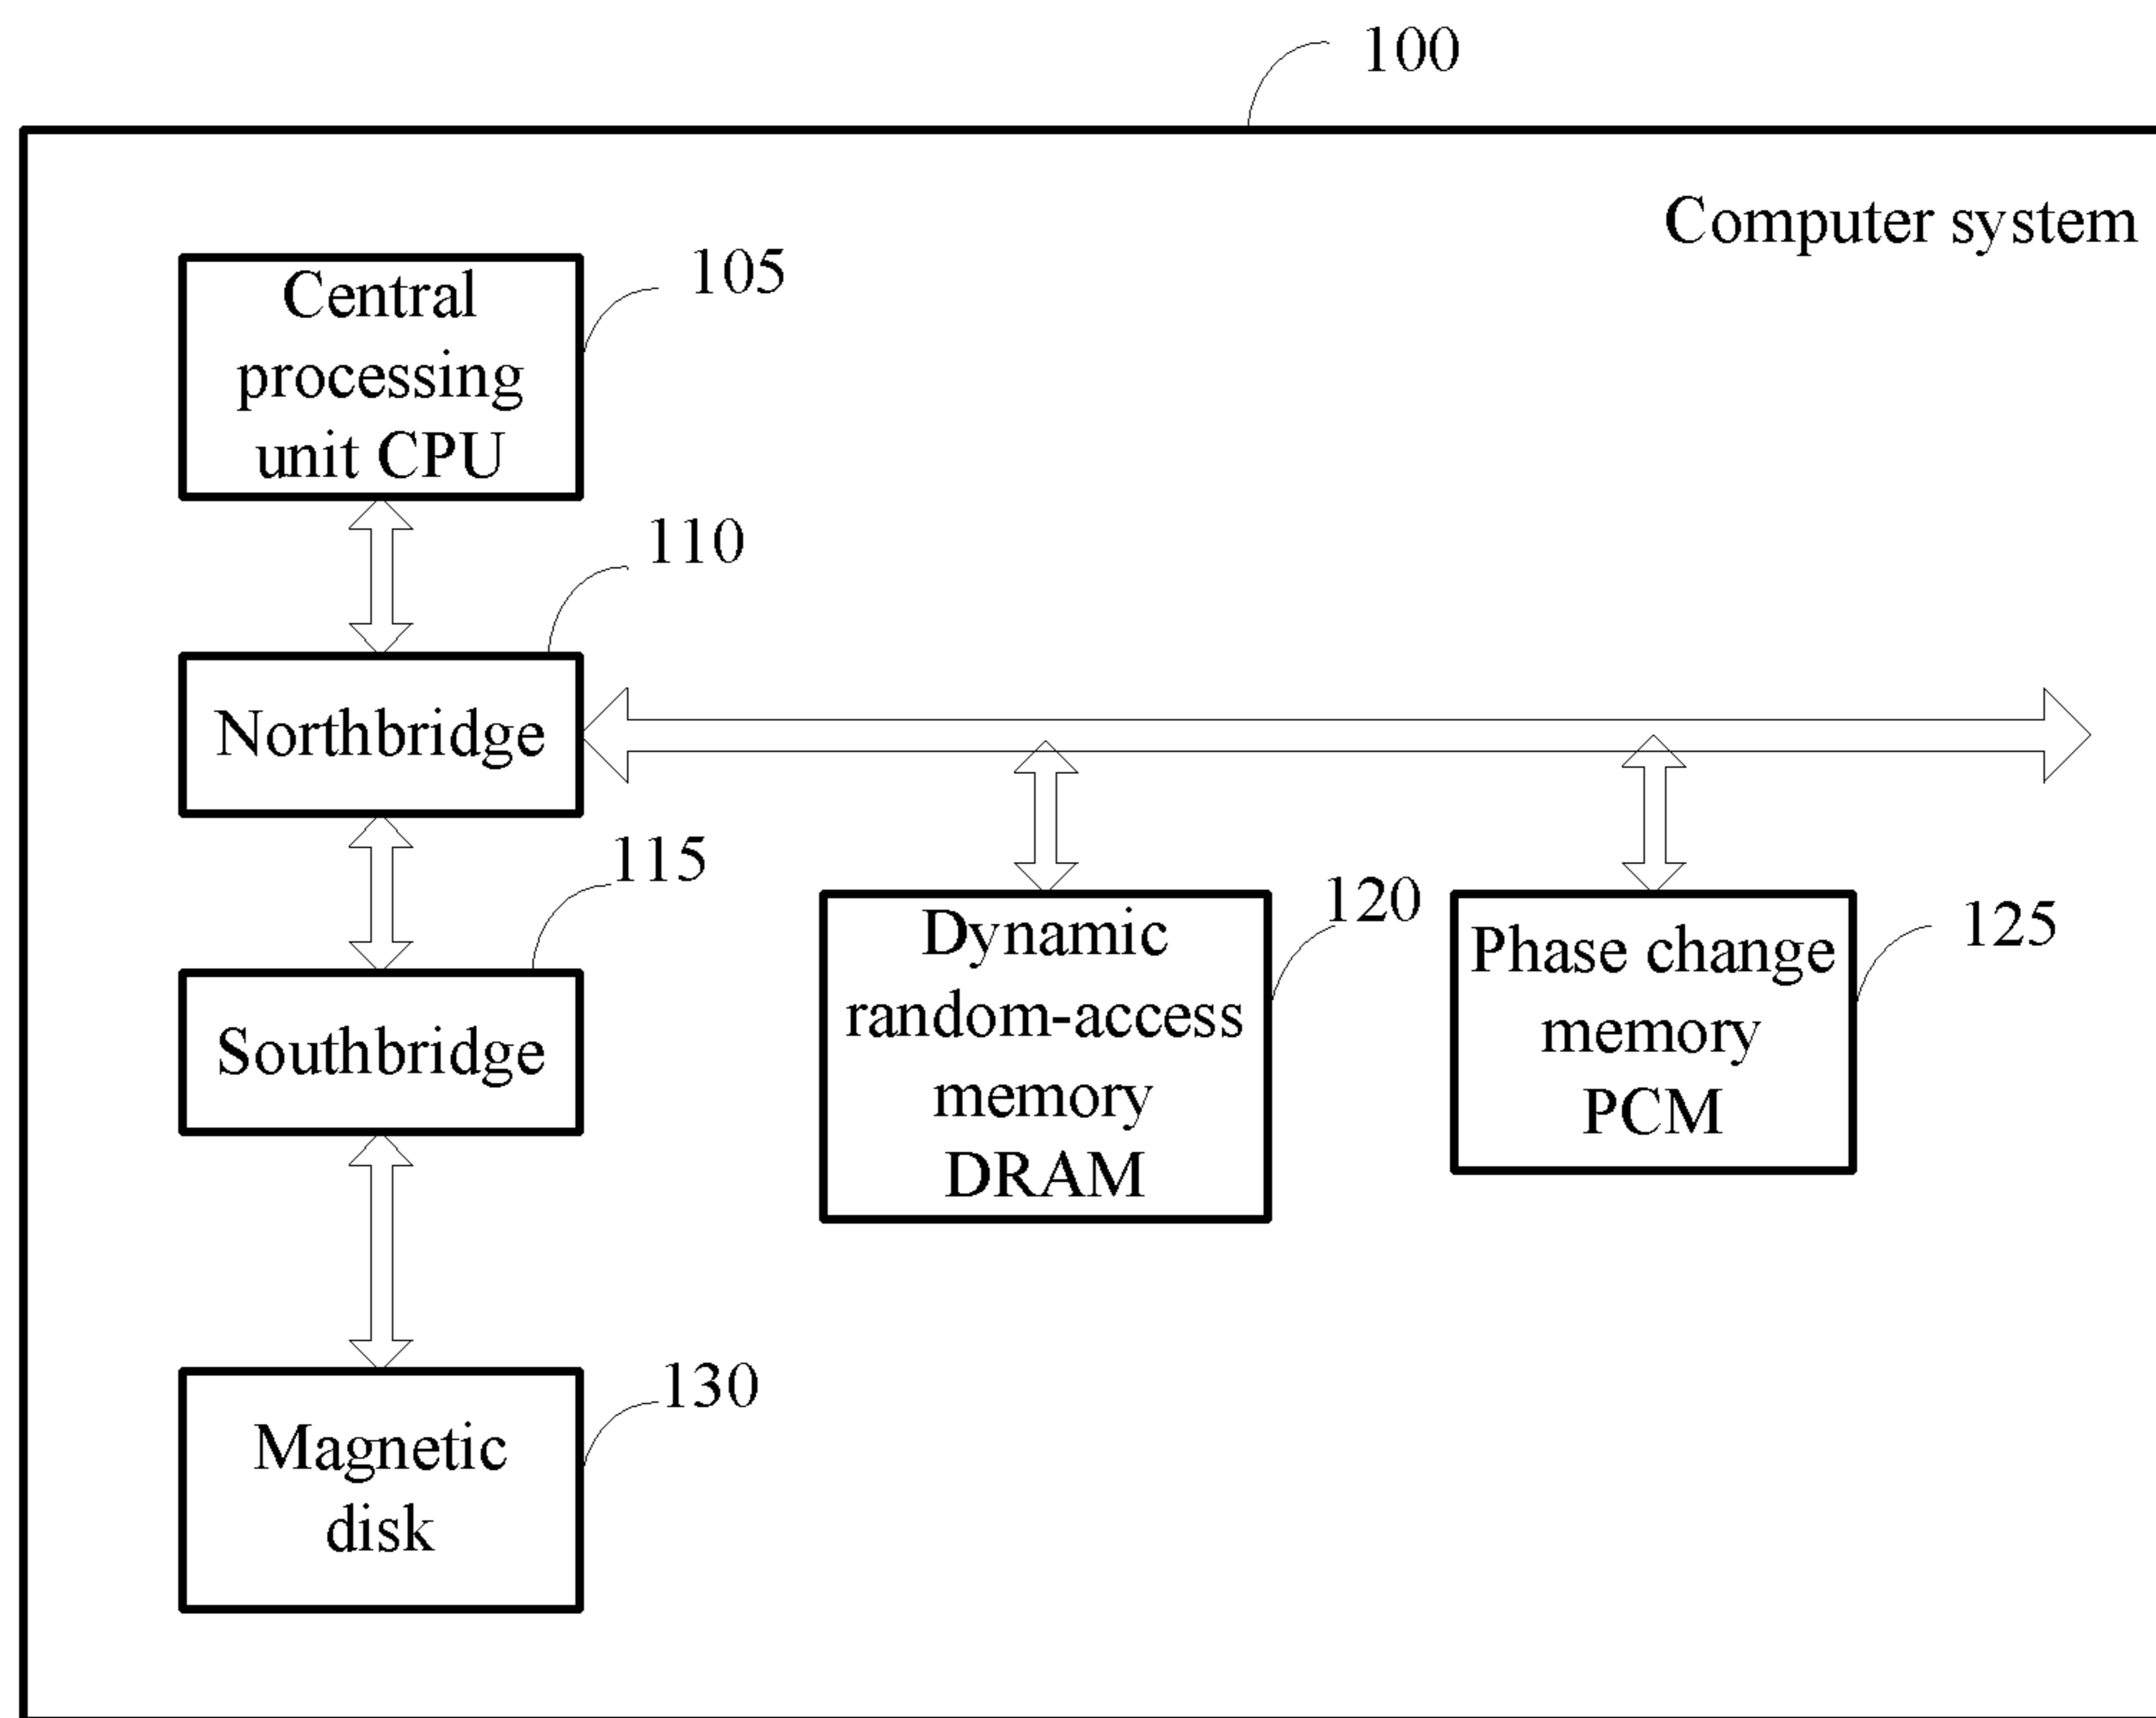 100
Computer system
105
Central
processing
unit CPU
110
Northbridge
115
Southbridge
120
Dynamic
random-access
memory
DRAM
125
Phase change
memory
PCM
130
Magnetic
disk